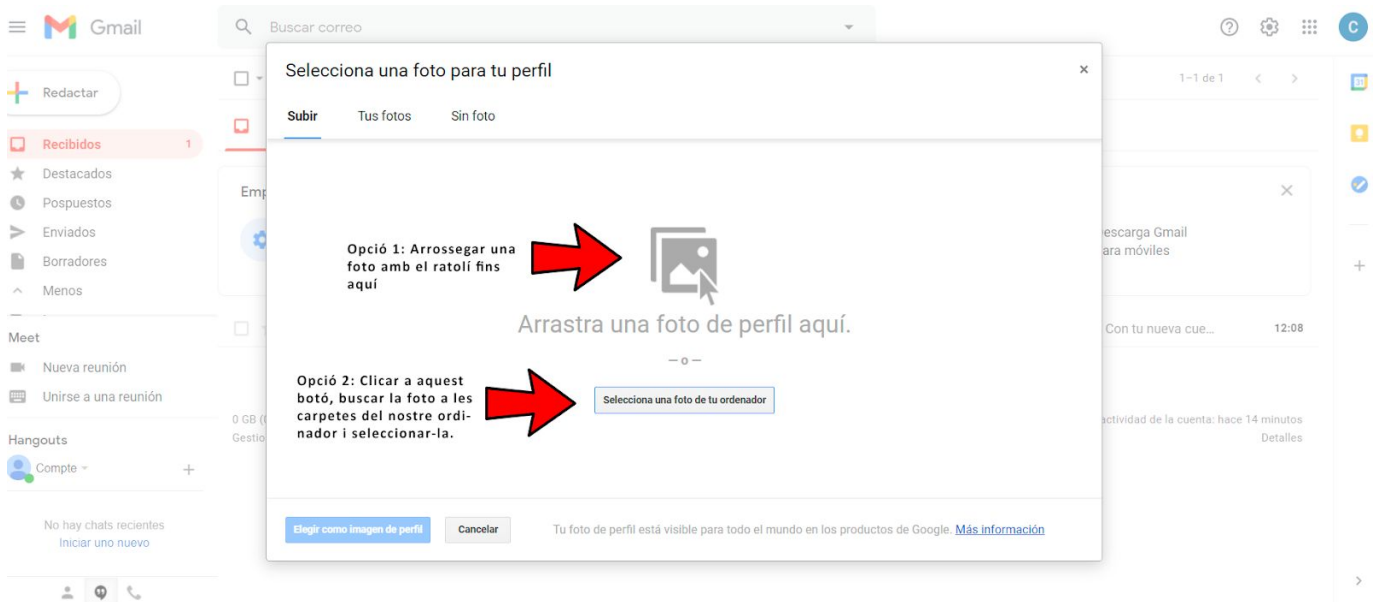 Gmail
Buscar correo
C
Redactar
1–1 de 1
31
Recibidos 1
Destacados
Pospuestos
Enviados
Borradores
Menos
Meet
Nueva reunión
Unirse a una reunión
Hangouts
Compte
No hay chats recientes
Iniciar uno nuevo
Emp
escarga Gmail
ara móviles
Con tu nueva cue... 12:08
0 GB (
Gestio
actividad de la cuenta: hace 14 minutos
Detalles
Selecciona una foto para tu perfil
Subir Tus fotos Sin foto
Opció 1: Arrossegar una
foto amb el ratolí fins
aquí
Arrastra una foto de perfil aquí.
— o —
Opció 2: Clicar a aquest
botó, buscar la foto a les
carpetes del nostre ordi-
nador i seleccionar-la.
Selecciona una foto de tu ordenador
Elegir como imagen de perfil Cancelar Tu foto de perfil está visible para todo el mundo en los productos de Google. Más información